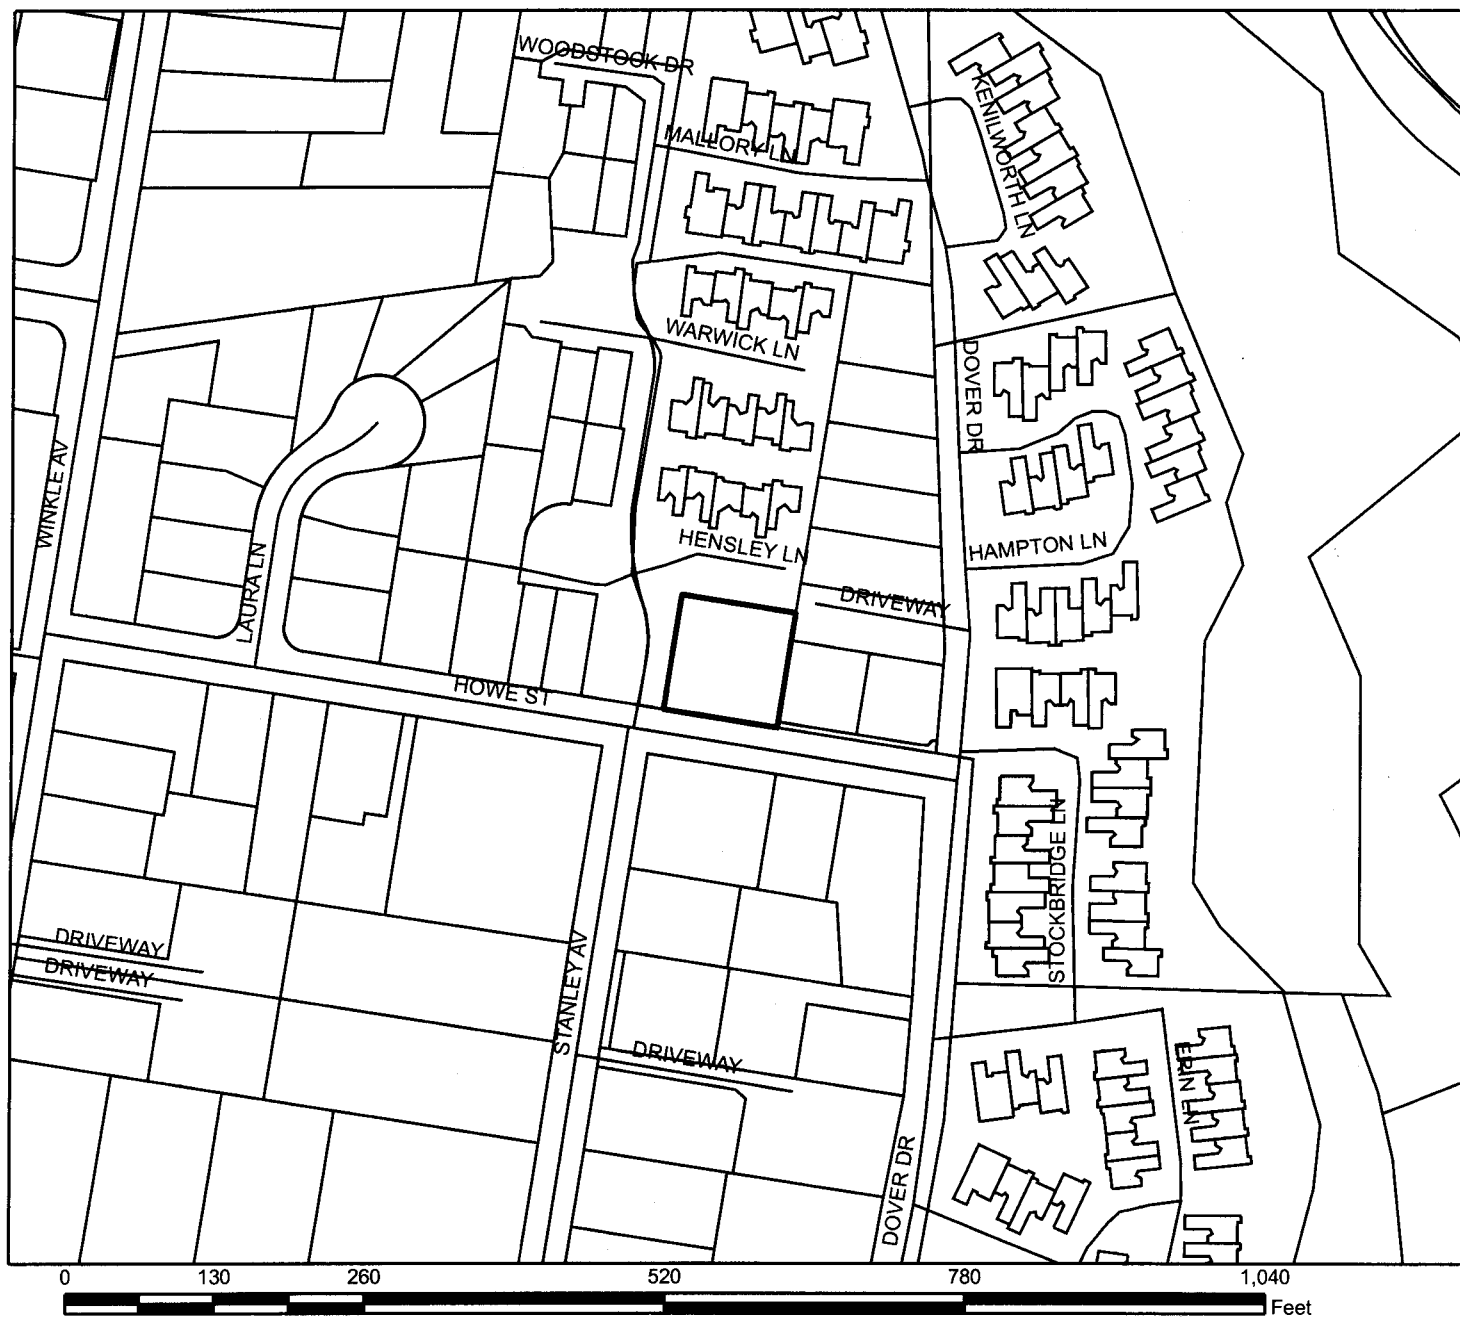 WOODSTOCK DR
KENILWORTH LN
MALLORY LN
WARWICK LN
DOVER DR
WINKLE AV
HENSLEY LN
HAMPTON LN
LAURA LN
DRIVEWAY
HOWE ST
STOCKBRIDGE LN
DRIVEWAY
DRIVEWAY
STANLEY AV
DRIVEWAY
ERIN LN
DOVER DR
0 130 260 520 780 1,040
Feet